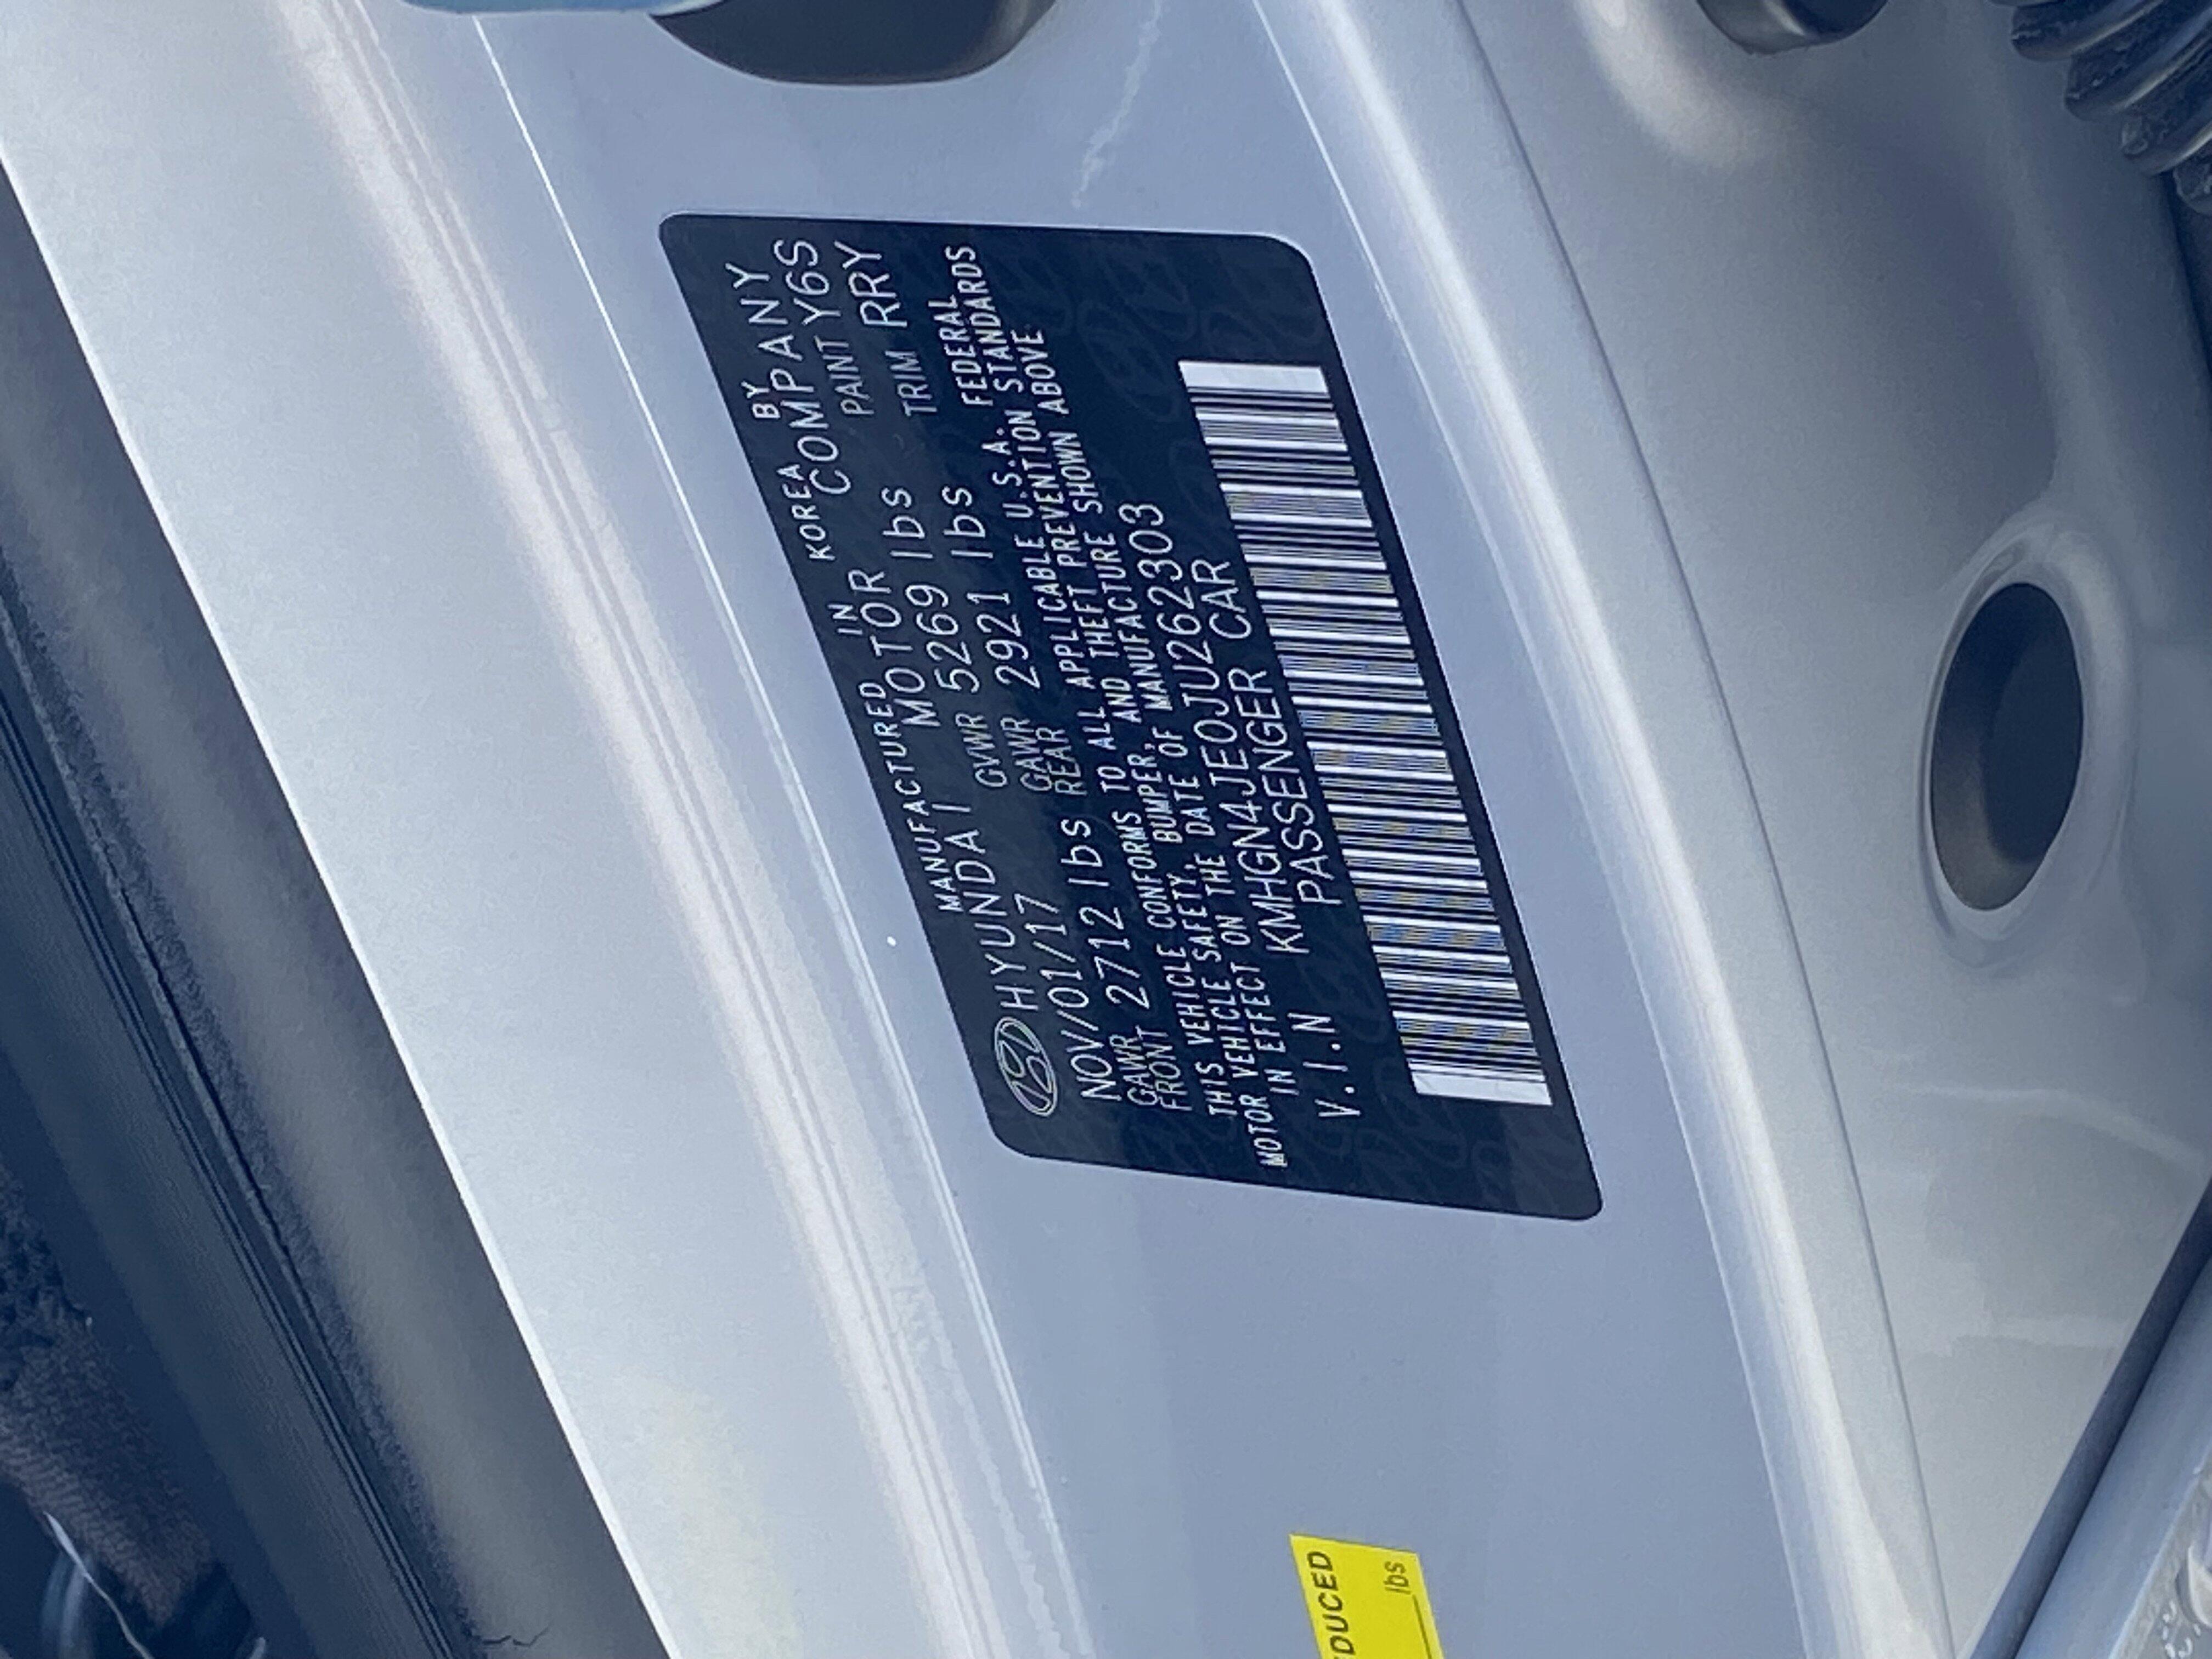 MANUFACTURED IN KOREA BY
HYUNDAI MOTOR COMPANY
NOV/01/17 GVWR 5269 lbs PAINT Y6S
GAWR FRONT 2712 lbs GAWR REAR 2921 lbs TRIM RRY
THIS VEHICLE CONFORMS TO ALL APPLICABLE U.S.A. FEDERAL
MOTOR VEHICLE SAFETY, BUMPER, AND THEFT PREVENTION STANDARDS
IN EFFECT ON THE DATE OF MANUFACTURE SHOWN ABOVE
V.I.N KMHGN4JE0JU262303
PASSENGER CAR
DUCED
lbs